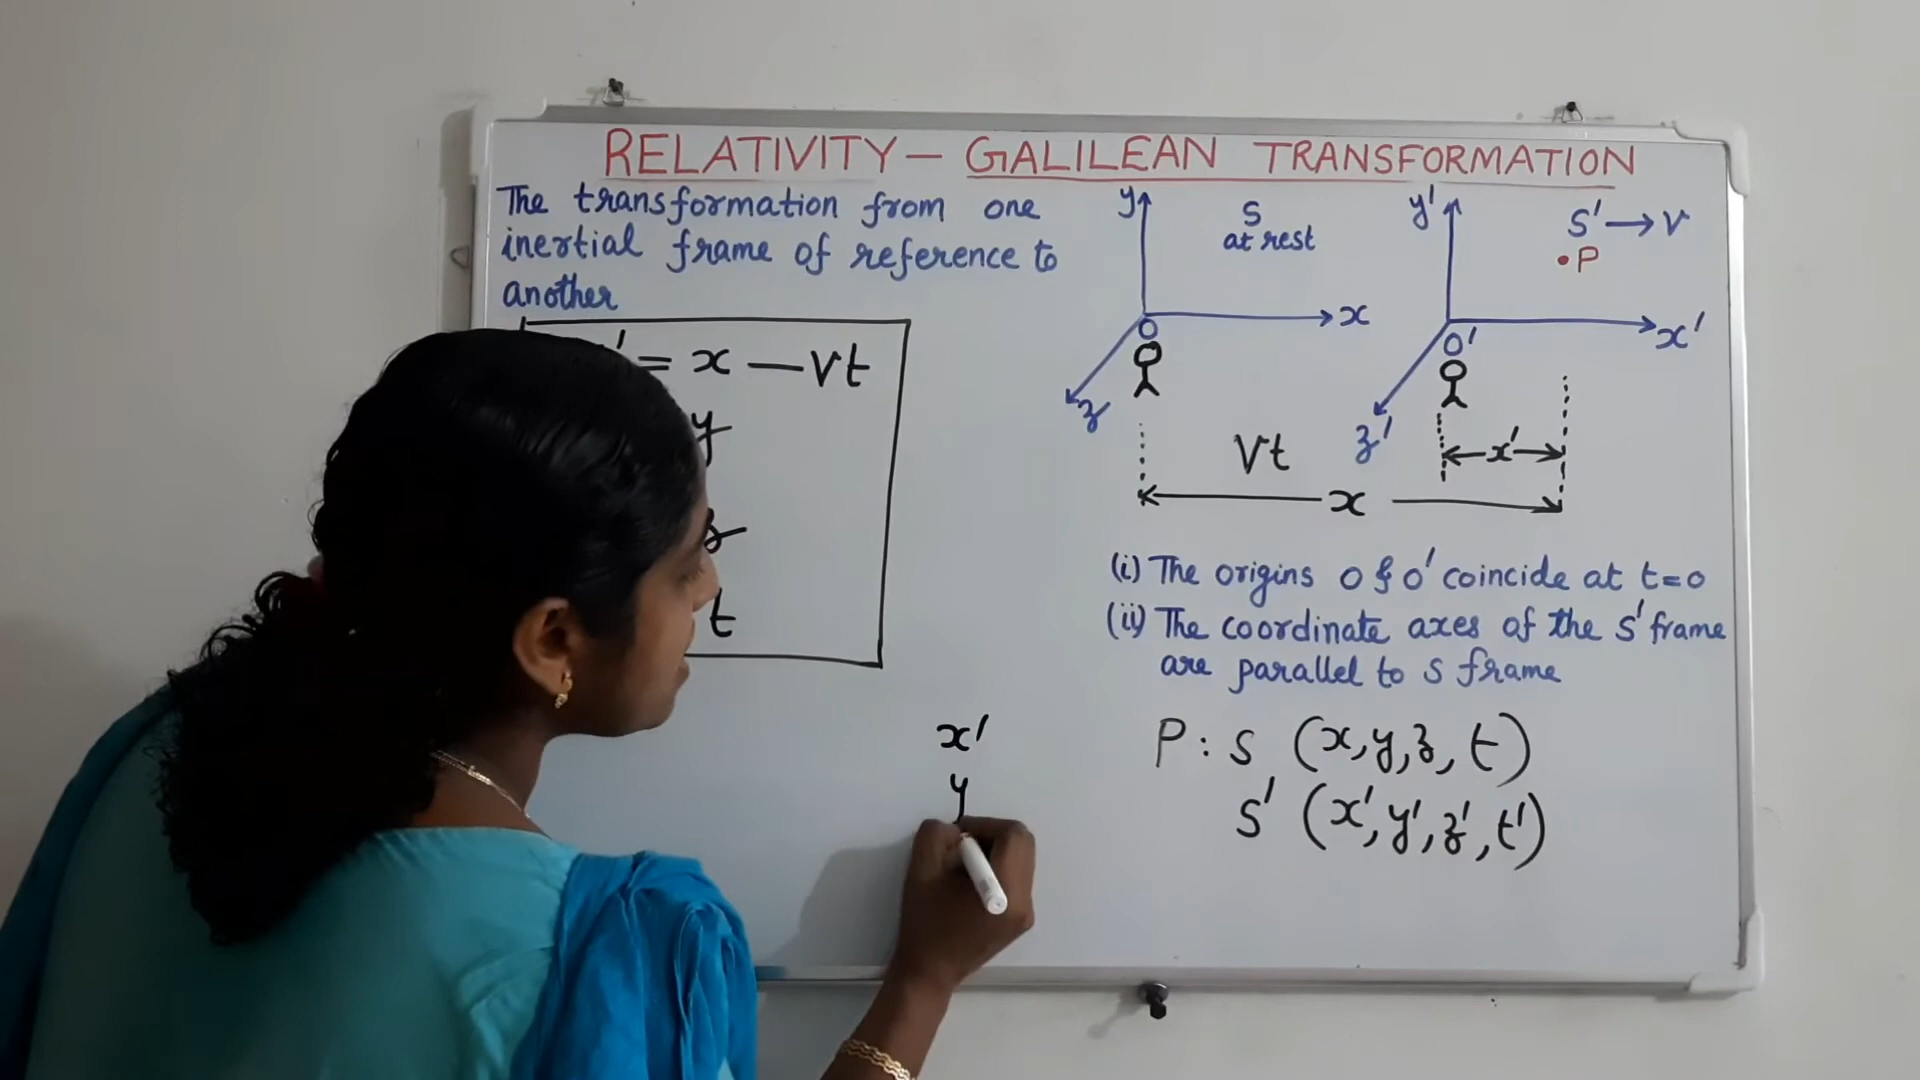 RELATIVITY — GALILEAN TRANSFORMATION
The transformation from one
inertial frame of reference to
another
' = x — Vt
y
z
t
y
S
at rest
x
O
z
y'
S' → V
• P
x'
O'
z'
Vt
x'
x
(i) The origins O & O' coincide at t=0
(ii) The coordinate axes of the S' frame
are parallel to S frame
P : S (x, y, z, t)
S' (x', y', z', t')
x'
y